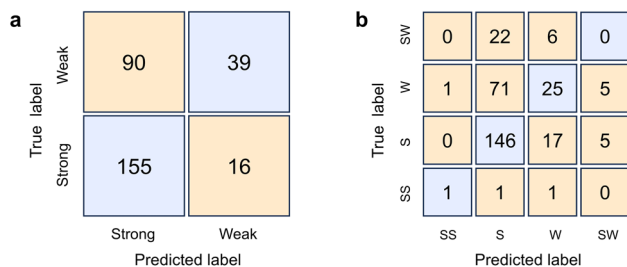 a
True label
Weak
90 39
Strong
155 16
Strong Weak
Predicted label
b
True label
SW
0 22 6 0
W
1 71 25 5
S
0 146 17 5
SS
1 1 1 0
SS S W SW
Predicted label